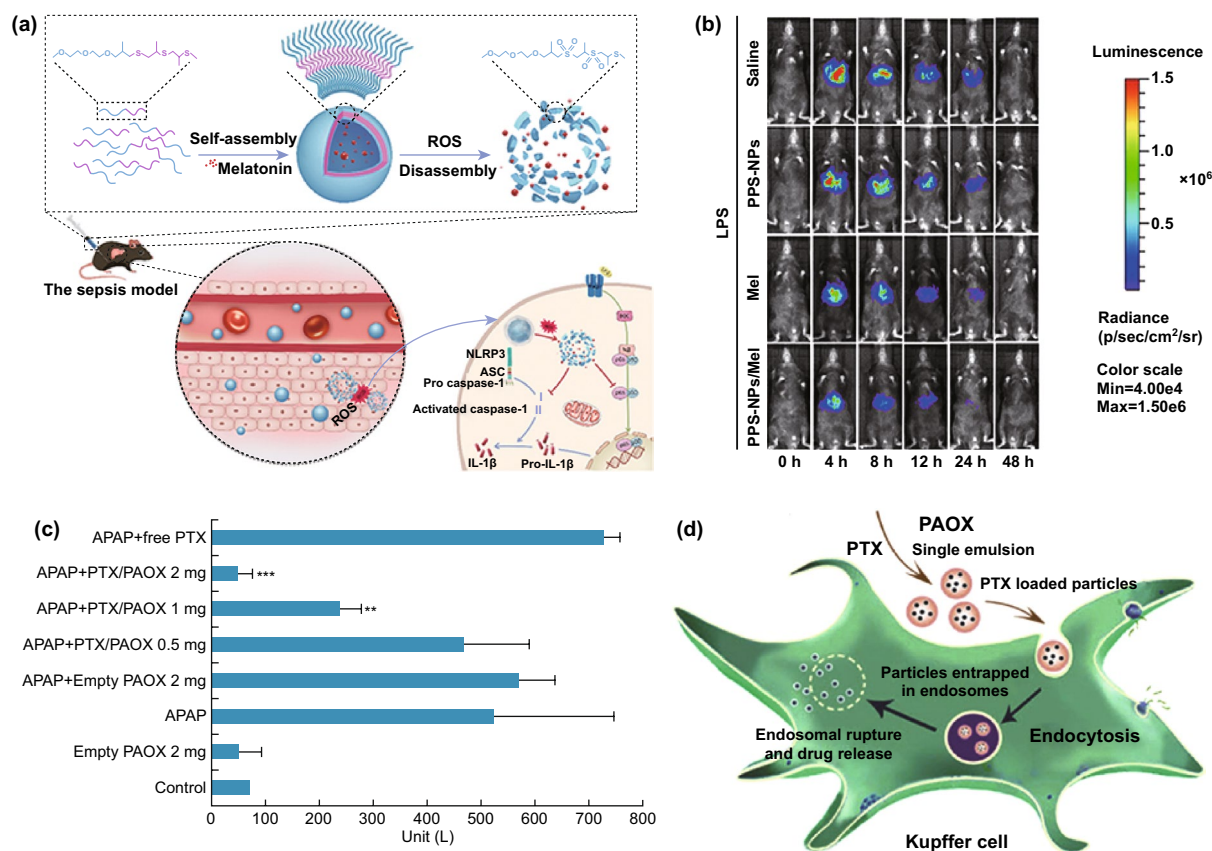 (a)
Self-assembly
Melatonin
ROS
Disassembly
The sepsis model
ROS
NLRP3
ASC
Pro caspase-1
Activated caspase-1
IL-1β
Pro-IL-1β
(b)
LPS
Saline
PPS-NPs
Mel
PPS-NPs/Mel
0 h 4 h 8 h 12 h 24 h 48 h
Luminescence
1.5
1.0
×10⁶
0.5
Radiance
(p/sec/cm²/sr)
Color scale
Min=4.00e4
Max=1.50e6
(c)
APAP+free PTX
APAP+PTX/PAOX 2 mg
***
APAP+PTX/PAOX 1 mg
**
APAP+PTX/PAOX 0.5 mg
APAP+Empty PAOX 2 mg
APAP
Empty PAOX 2 mg
Control
0 100 200 300 400 500 600 700 800
Unit (L)
(d)
PAOX
PTX
Single emulsion
PTX loaded particles
Particles entrapped
in endosomes
Endosomal rupture
and drug release
Endocytosis
Kupffer cell